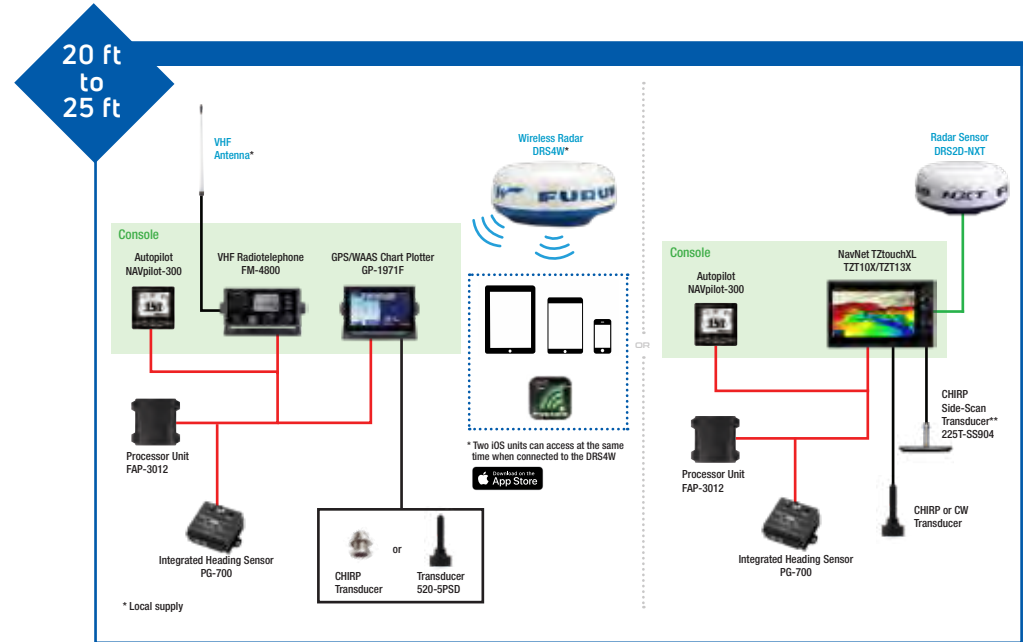 20 ft
to
25 ft
VHF
Antenna*
Wireless Radar
DRS4W*
Console
Autopilot
NAVpilot-300
VHF Radiotelephone
FM-4800
GPS/WAAS Chart Plotter
GP-1971F
Processor Unit
FAP-3012
Integrated Heading Sensor
PG-700
CHIRP
Transducer
or
Transducer
520-5PSD
* Local supply
* Two iOS units can access at the same
time when connected to the DRS4W
Download on the
App Store
OR
Radar Sensor
DRS2D-NXT
NXT
Console
Autopilot
NAVpilot-300
NavNet TZtouchXL
TZT10X/TZT13X
Processor Unit
FAP-3012
Integrated Heading Sensor
PG-700
CHIRP
Side-Scan
Transducer**
225T-SS904
CHIRP or CW
Transducer